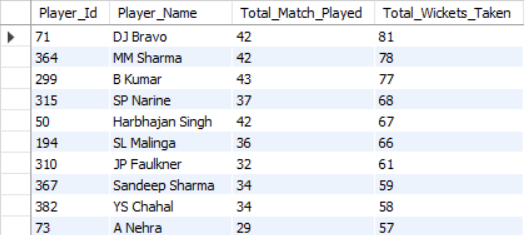 Player_Id Player_Name Total_Match_Played Total_Wickets_Taken
71 DJ Bravo 42 81
364 MM Sharma 42 78
299 B Kumar 43 77
315 SP Narine 37 68
50 Harbhajan Singh 42 67
194 SL Malinga 36 66
310 JP Faulkner 32 61
367 Sandeep Sharma 34 59
382 YS Chahal 34 58
73 A Nehra 29 57